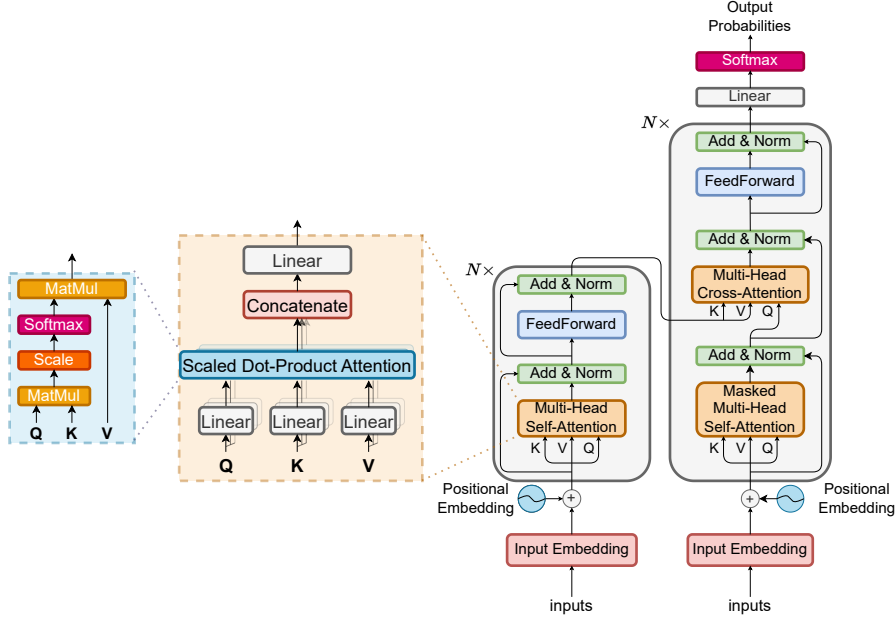 Output
Probabilities
Softmax
Linear
N×
Add & Norm
FeedForward
Add & Norm
Multi-Head
Cross-Attention
K V Q
Add & Norm
Masked
Multi-Head
Self-Attention
K V Q
Positional
Embedding
+
Input Embedding
inputs
N×
Add & Norm
FeedForward
Add & Norm
Multi-Head
Self-Attention
K V Q
Positional
Embedding
+
Input Embedding
inputs
Linear
Concatenate
Scaled Dot-Product Attention
Linear Linear Linear
Q K V
MatMul
Softmax
Scale
MatMul
Q K V